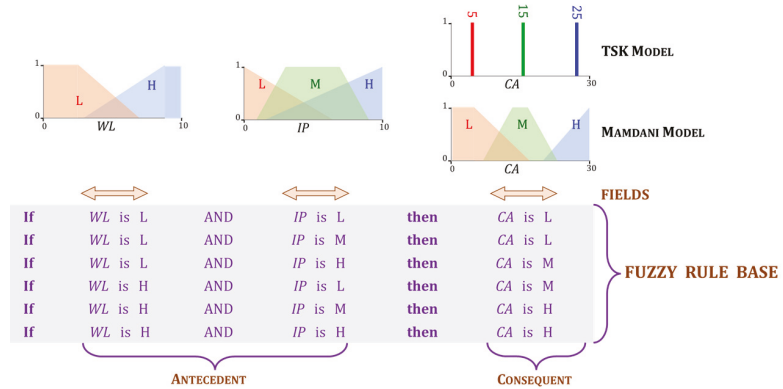 5
15
25
1
TSK MODEL
0
CA
30
1
L
H
0
WL
10
1
L
M
H
0
IP
10
1
L
M
H
MAMDANI MODEL
0
CA
30
FIELDS
If WL is L AND IP is L then CA is L
If WL is L AND IP is M then CA is L
If WL is L AND IP is H then CA is M
If WL is H AND IP is L then CA is M
If WL is H AND IP is M then CA is H
If WL is H AND IP is H then CA is H
FUZZY RULE BASE
ANTECEDENT
CONSEQUENT